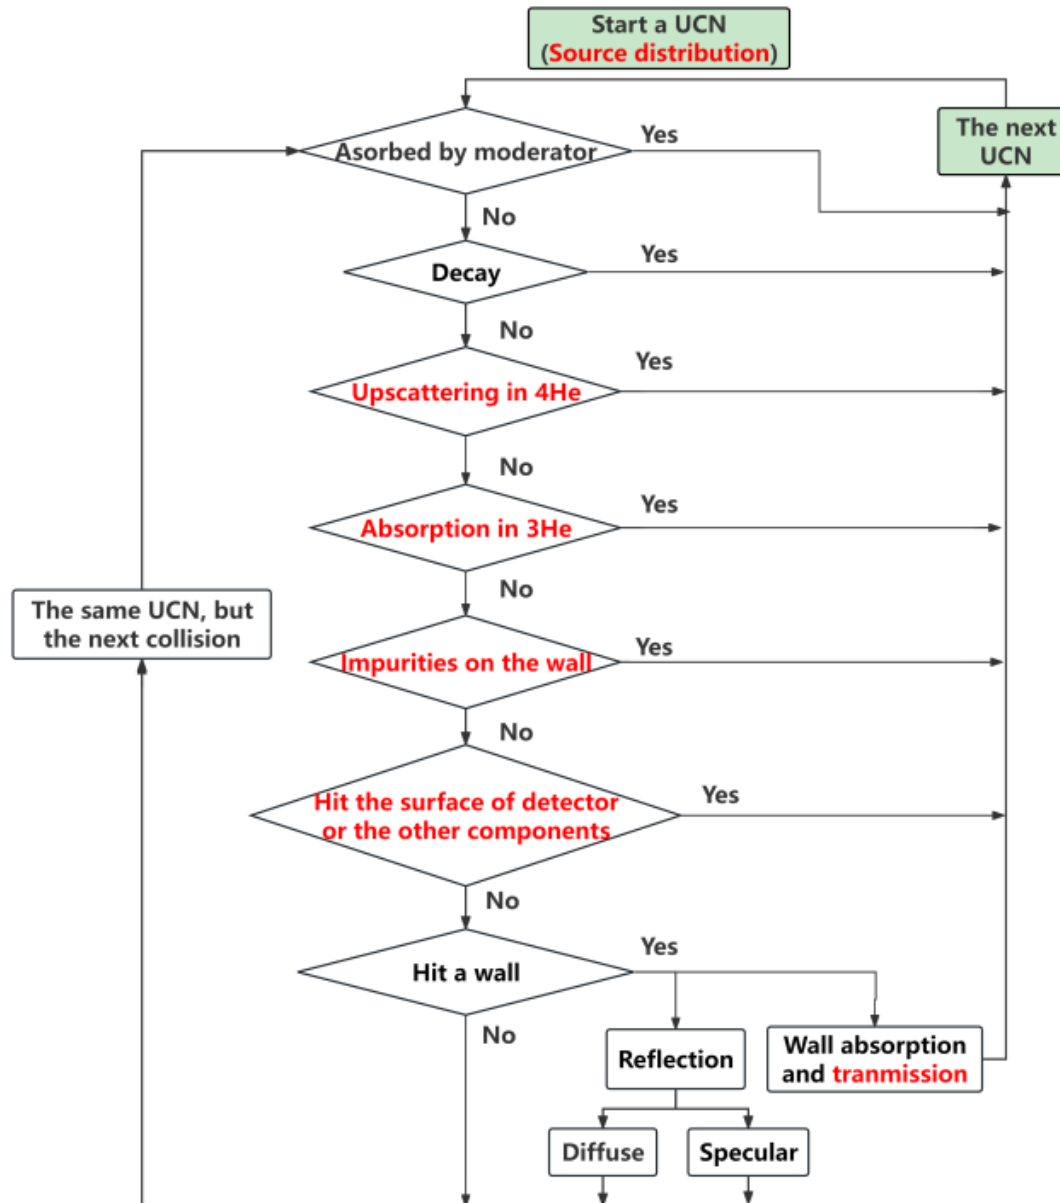 Start a UCN
(Source distribution)
The next
UCN
Asorbed by moderator
Yes
No
Decay
Yes
No
Upscattering in 4He
Yes
No
Absorption in 3He
Yes
No
The same UCN, but
the next collision
Impurities on the wall
Yes
No
Hit the surface of detector
or the other components
Yes
No
Hit a wall
Yes
No
Reflection
Wall absorption
and tranmission
Diffuse
Specular